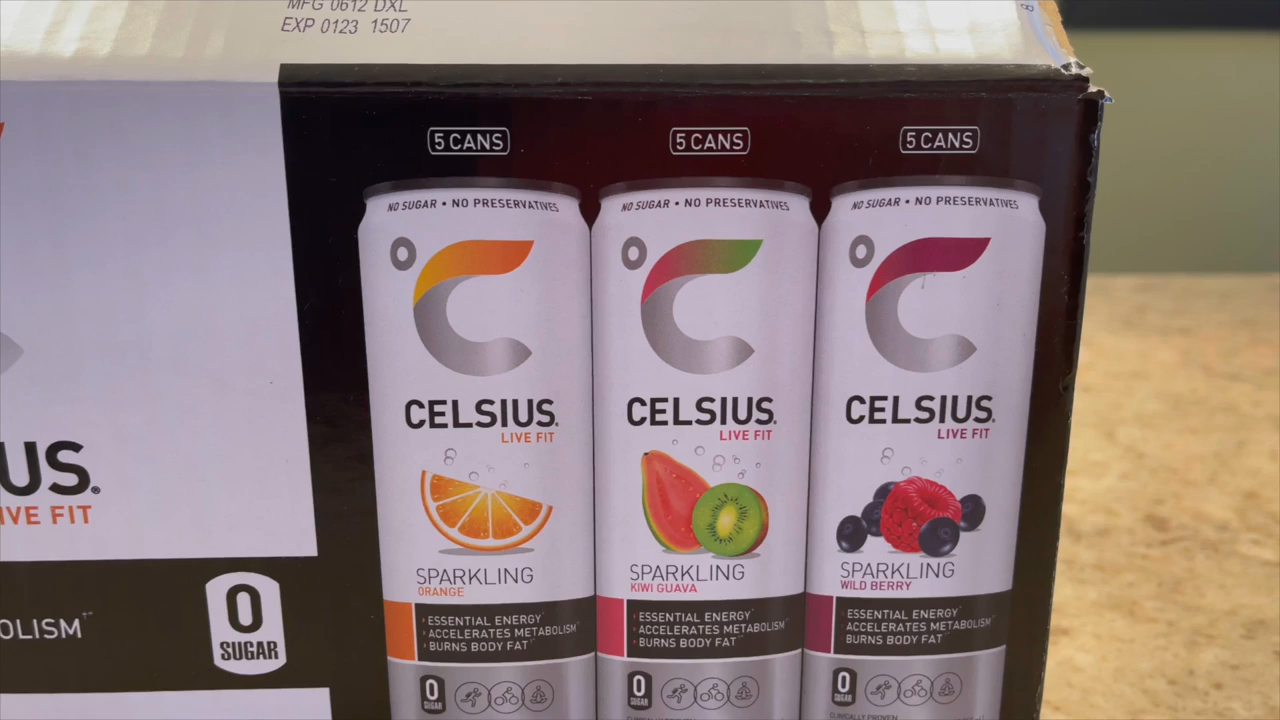 MFG 0612 DXL
EXP 0123 1507
8
5 CANS
5 CANS
5 CANS
NO SUGAR • NO PRESERVATIVES
NO SUGAR • NO PRESERVATIVES
NO SUGAR • NO PRESERVATIVES
CELSIUS®
LIVE FIT
CELSIUS®
LIVE FIT
CELSIUS®
LIVE FIT
US®
IVE FIT
SPARKLING
ORANGE
SPARKLING
KIWI GUAVA
SPARKLING
WILD BERRY
ESSENTIAL ENERGY*
ACCELERATES METABOLISM*†
BURNS BODY FAT*†
ESSENTIAL ENERGY*
ACCELERATES METABOLISM*†
BURNS BODY FAT*†
ESSENTIAL ENERGY*
ACCELERATES METABOLISM*†
BURNS BODY FAT*†
OLISM*†
0
SUGAR
0
SUGAR
0
SUGAR
0
SUGAR
CLINICALLY PROVEN